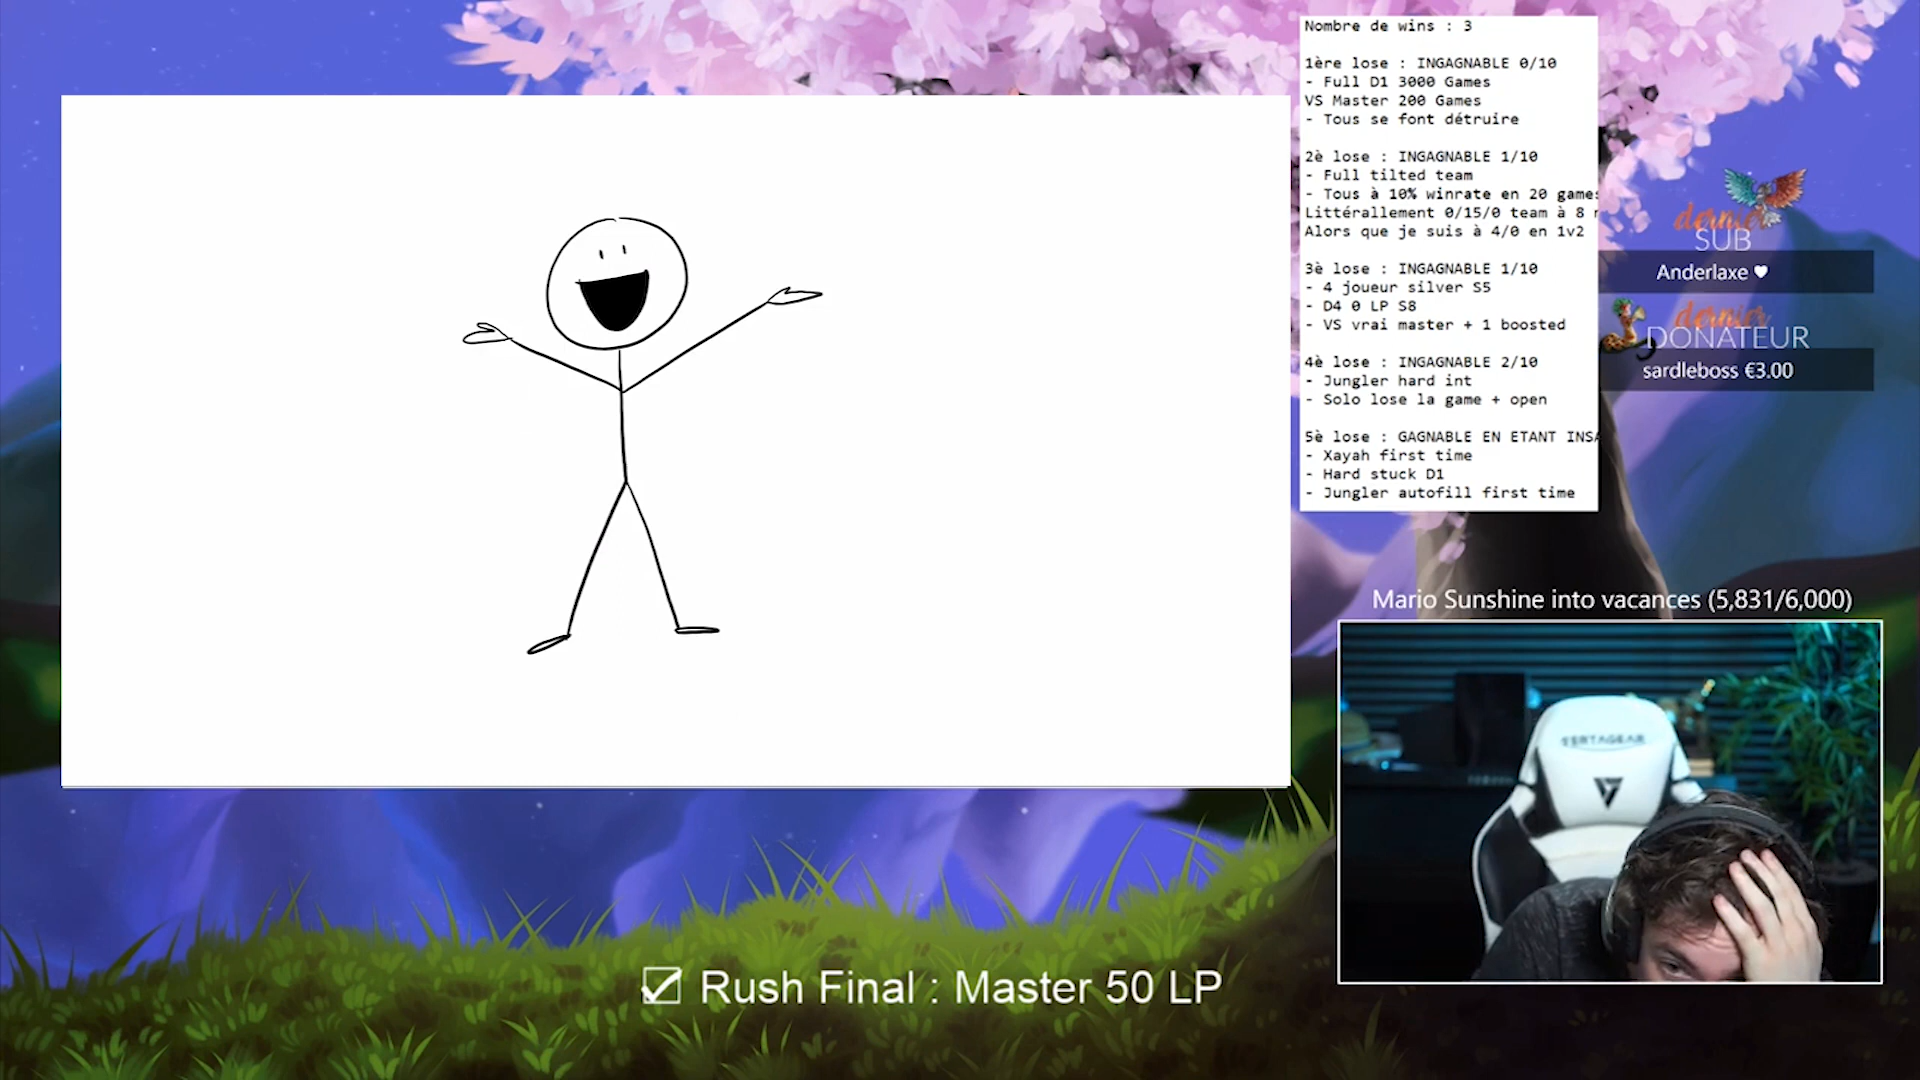 Nombre de wins : 3
1ère lose : INGAGNABLE 0/10
- Full D1 3000 Games
VS Master 200 Games
- Tous se font détruire
2è lose : INGAGNABLE 1/10
- Full tilted team
- Tous à 10% winrate en 20 games
Littérallement 0/15/0 team à 8
Alors que je suis à 4/0 en 1v2
3è lose : INGAGNABLE 1/10
- 4 joueur silver S5
- D4 0 LP S8
- VS vrai master + 1 boosted
4è lose : INGAGNABLE 2/10
- Jungler hard int
- Solo lose la game + open
5è lose : GAGNABLE EN ETANT INSA
- Xayah first time
- Hard stuck D1
- Jungler autofill first time
dernier
SUB
Anderlaxe ♥
dernier
DONATEUR
sardleboss €3.00
Mario Sunshine into vacances (5,831/6,000)
SERTAGEAR
☑ Rush Final : Master 50 LP